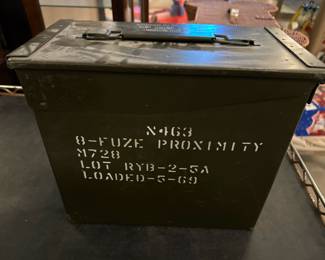 N463
8-FUZE PROXIMITY
M728
LOT RYB-2-5A
LOADED-5-69